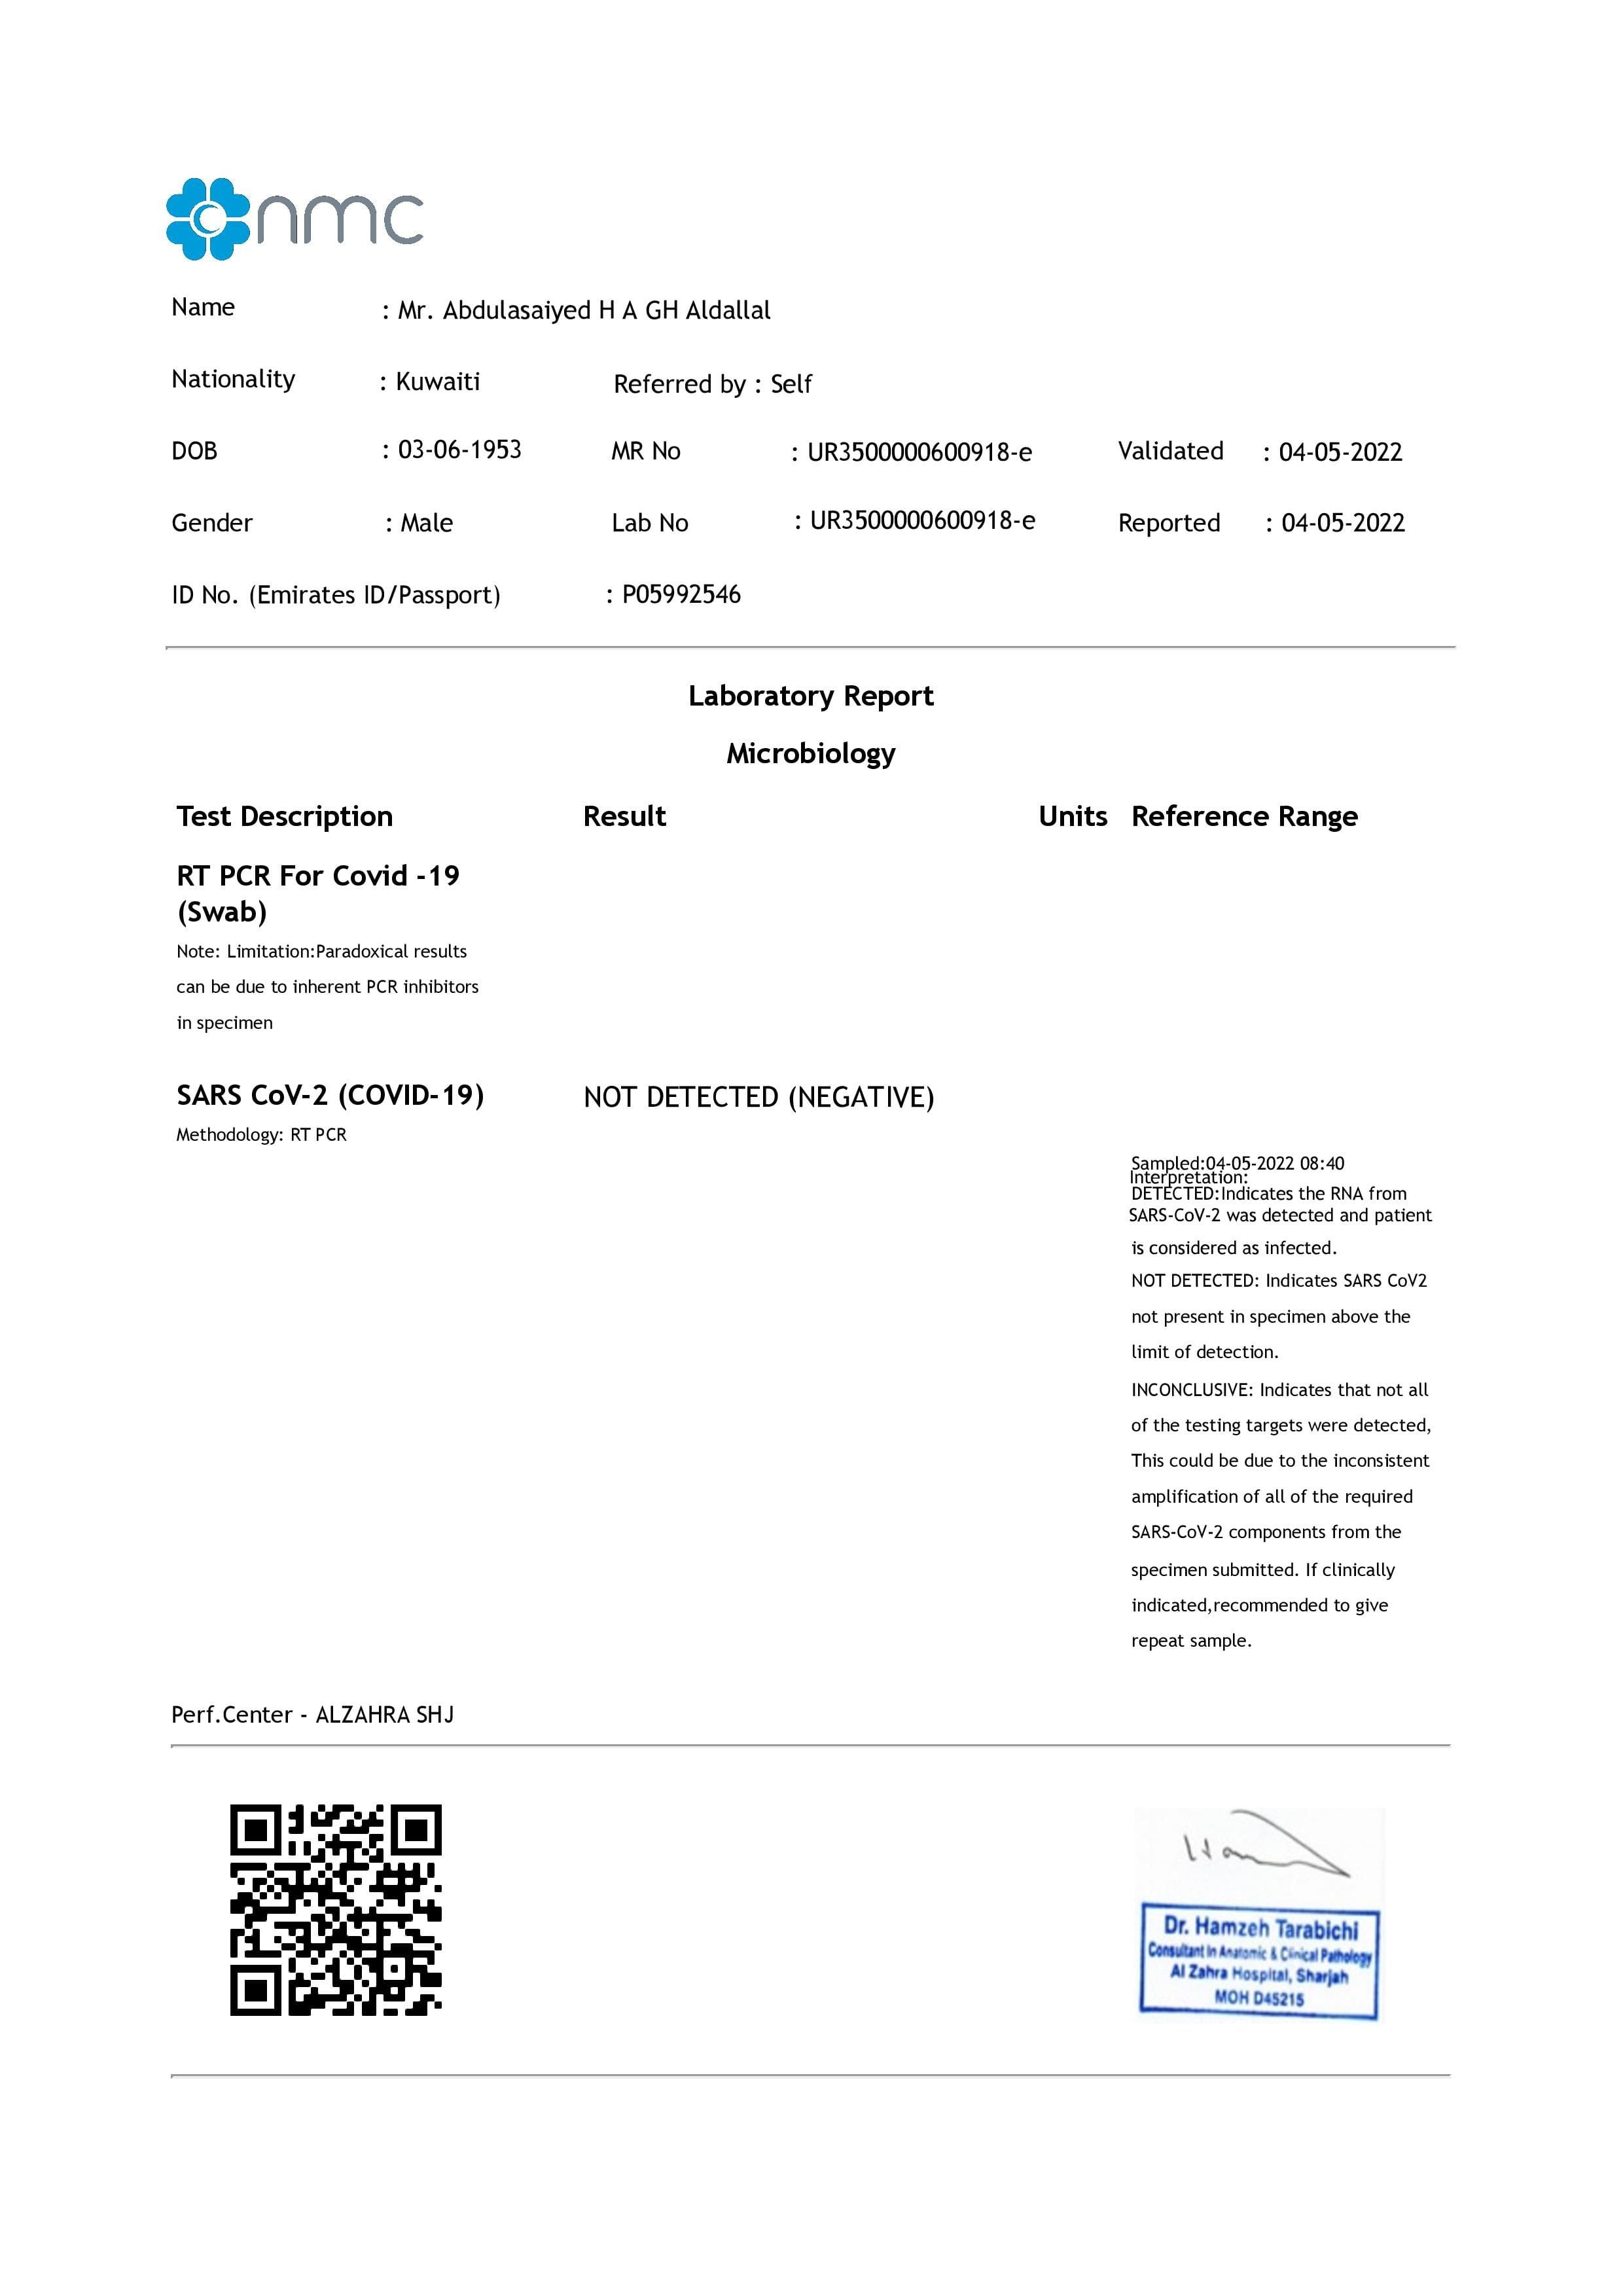 nmc
Name : Mr. Abdulasaiyed H A GH Aldallal
Nationality : Kuwaiti Referred by : Self
DOB : 03-06-1953 MR No : UR3500000600918-e Validated : 04-05-2022
Gender : Male Lab No : UR3500000600918-e Reported : 04-05-2022
ID No. (Emirates ID/Passport) : P05992546
Laboratory Report
Microbiology
Test Description Result Units Reference Range
RT PCR For Covid -19
(Swab)
Note: Limitation:Paradoxical results
can be due to inherent PCR inhibitors
in specimen
SARS CoV-2 (COVID-19) NOT DETECTED (NEGATIVE)
Methodology: RT PCR
Sampled:04-05-2022 08:40
Interpretation:
DETECTED:Indicates the RNA from
SARS-CoV-2 was detected and patient
is considered as infected.
NOT DETECTED: Indicates SARS CoV2
not present in specimen above the
limit of detection.
INCONCLUSIVE: Indicates that not all
of the testing targets were detected,
This could be due to the inconsistent
amplification of all of the required
SARS-CoV-2 components from the
specimen submitted. If clinically
indicated,recommended to give
repeat sample.
Perf.Center - ALZAHRA SHJ
Dr. Hamzeh Tarabichi
Consultant In Anatomic & Clinical Pathology
Al Zahra Hospital, Sharjah
MOH D45215